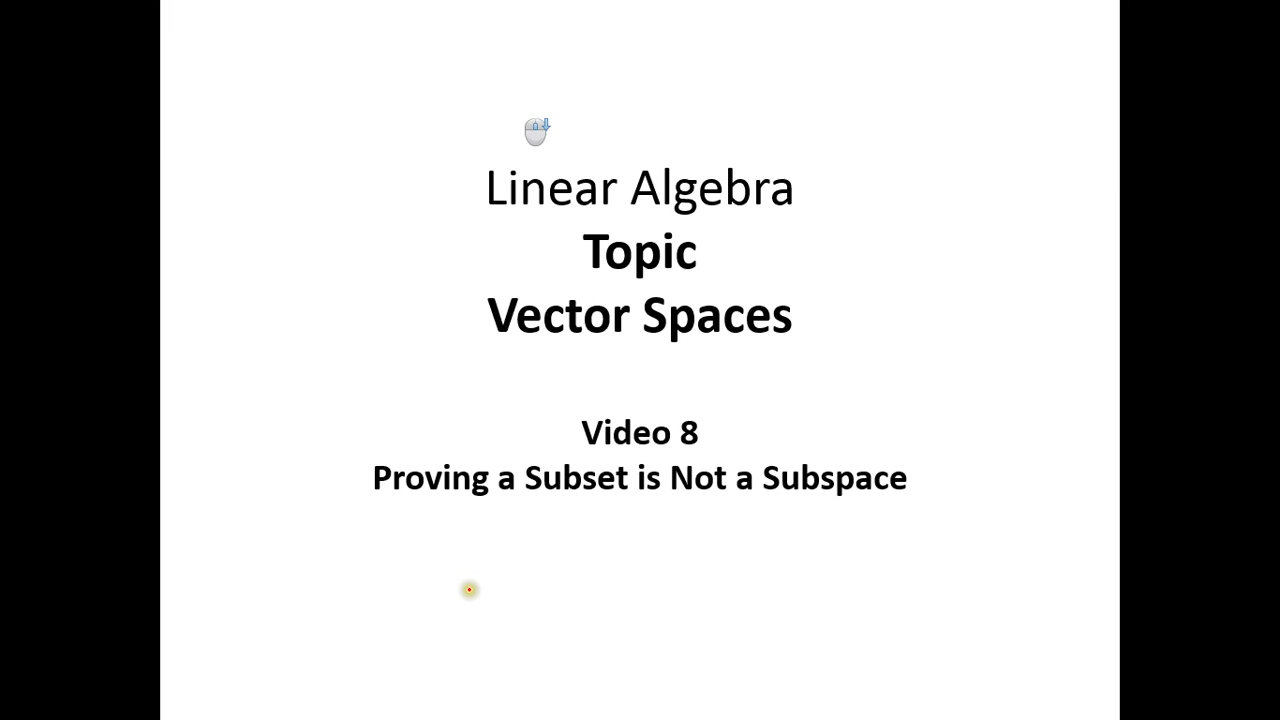 Linear Algebra
Topic
Vector Spaces
Video 8
Proving a Subset is Not a Subspace